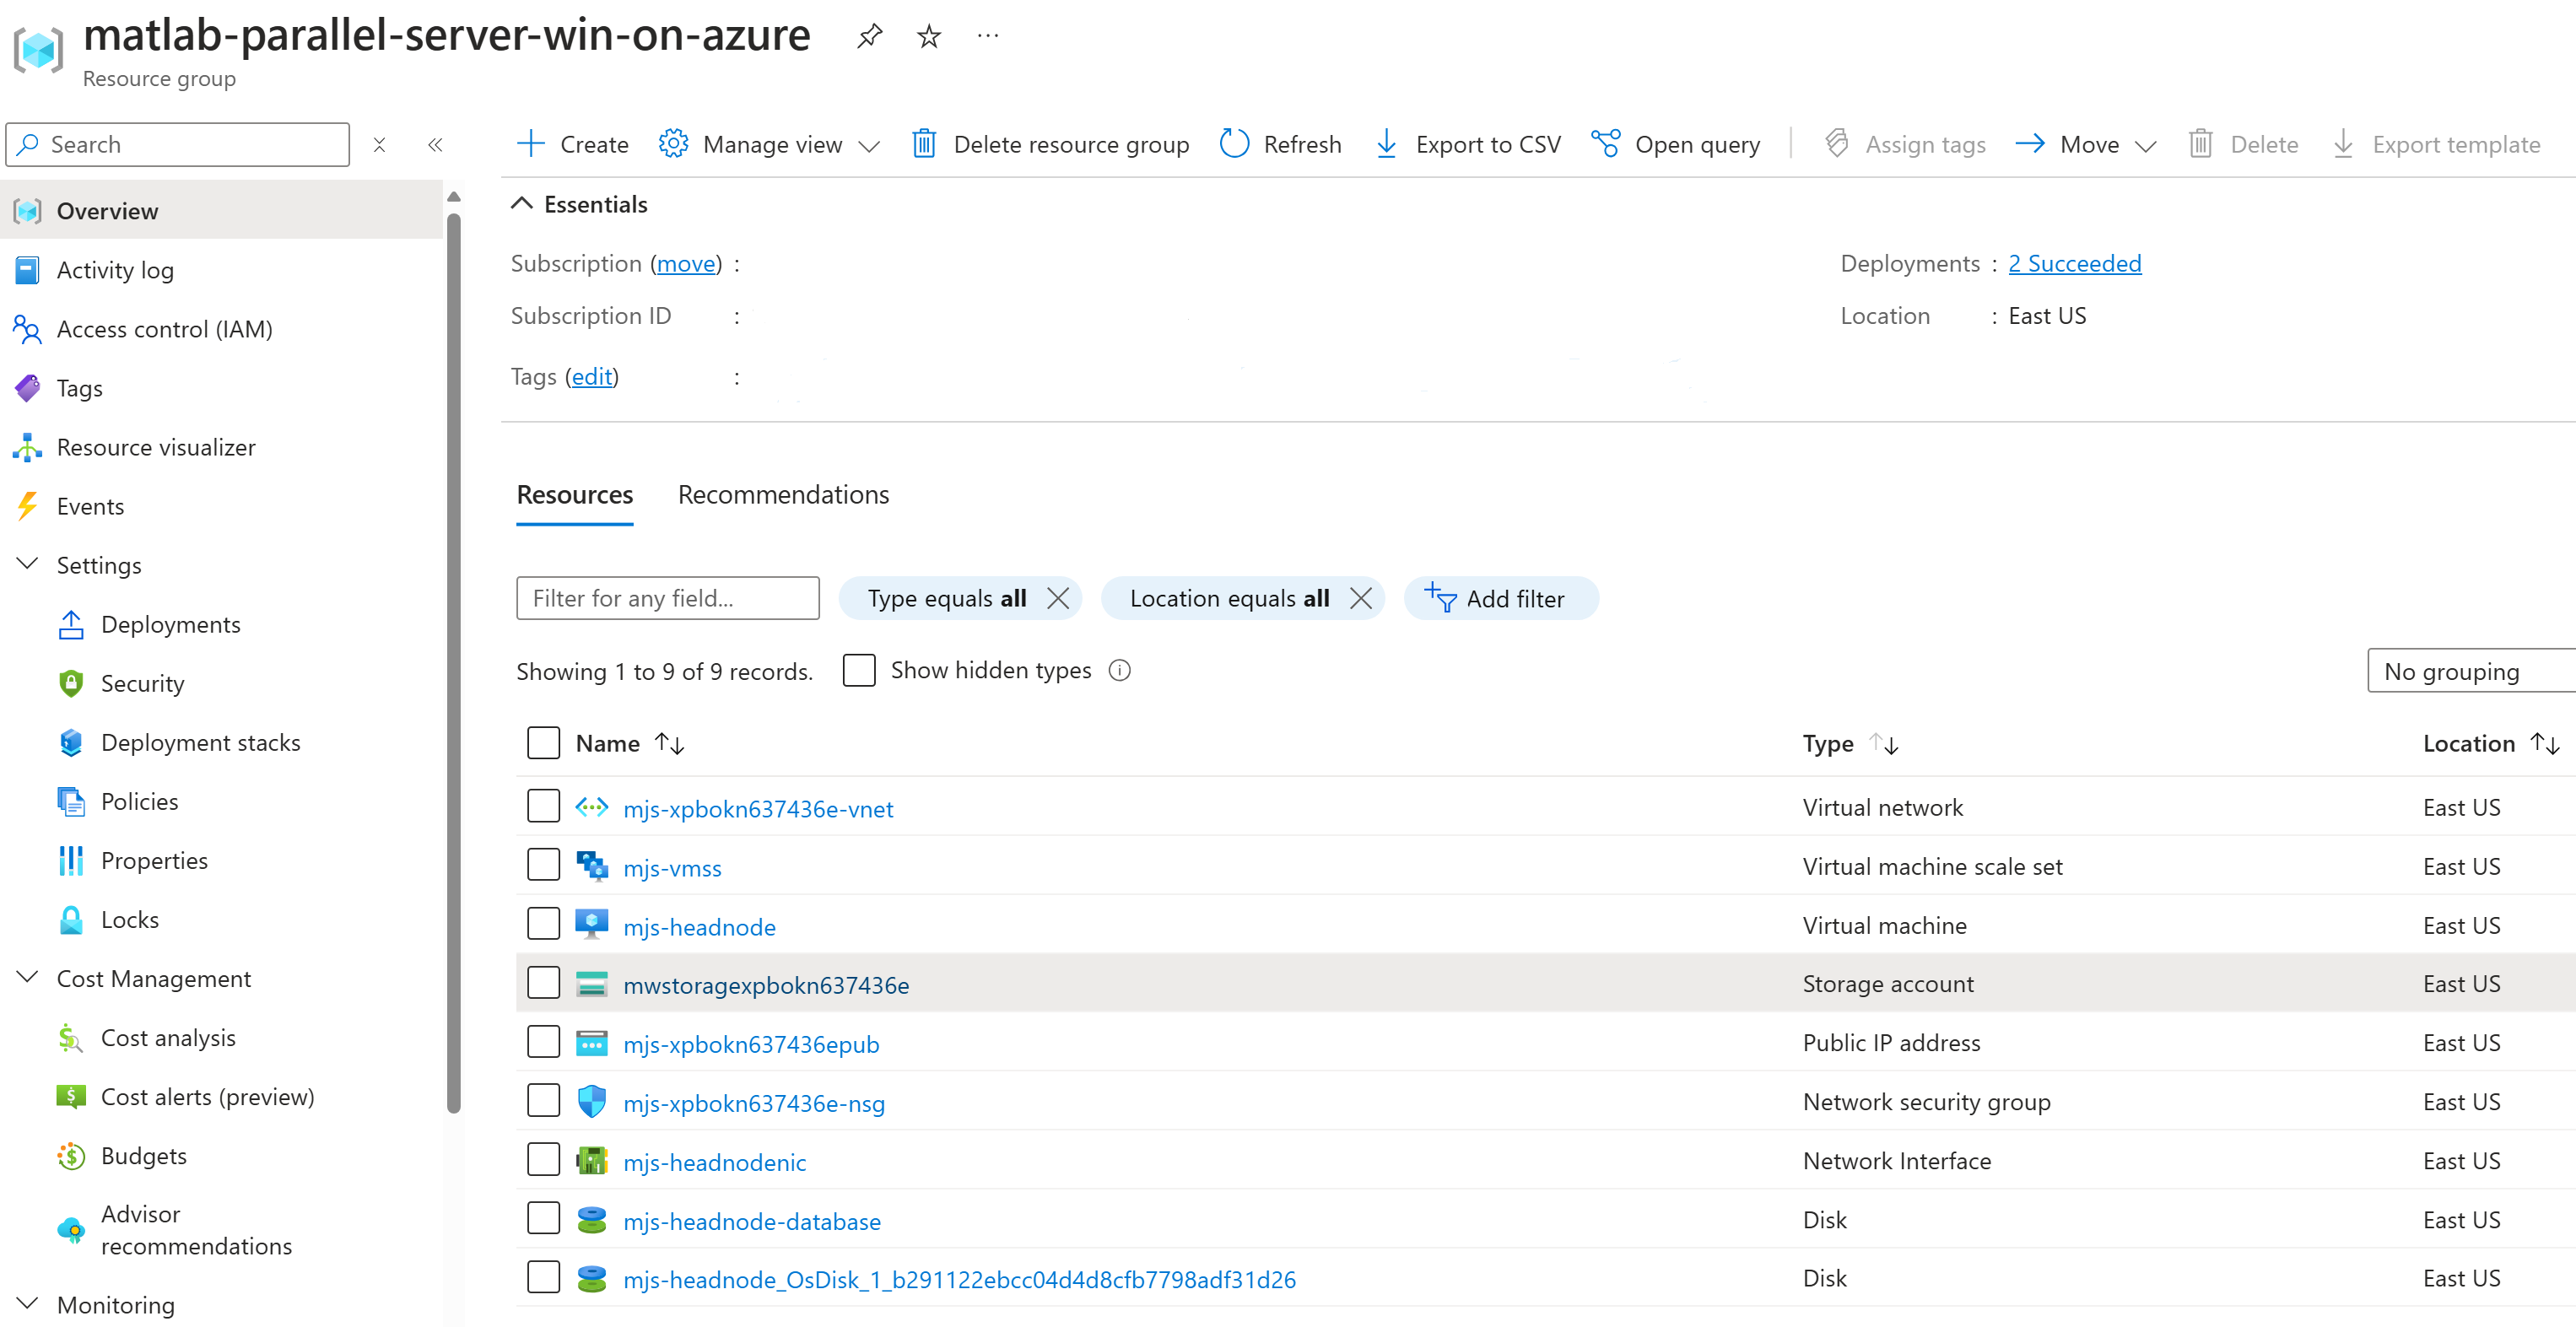 matlab-parallel-server-win-on-azure
Resource group
Search
Create Manage view Delete resource group Refresh Export to CSV Open query Assign tags Move Delete Export template
Overview
Activity log
Access control (IAM)
Tags
Resource visualizer
Events
Settings
Deployments
Security
Deployment stacks
Policies
Properties
Locks
Cost Management
Cost analysis
Cost alerts (preview)
Budgets
Advisor
recommendations
Monitoring
Essentials
Subscription (move) :
Deployments : 2 Succeeded
Subscription ID :
Location : East US
Tags (edit) :
Resources Recommendations
Filter for any field... Type equals all Location equals all Add filter
Showing 1 to 9 of 9 records. Show hidden types No grouping
Name Type Location
mjs-xpbokn637436e-vnet Virtual network East US
mjs-vmss Virtual machine scale set East US
mjs-headnode Virtual machine East US
mwstoragexpbokn637436e Storage account East US
mjs-xpbokn637436epub Public IP address East US
mjs-xpbokn637436e-nsg Network security group East US
mjs-headnodenic Network Interface East US
mjs-headnode-database Disk East US
mjs-headnode_OsDisk_1_b291122ebcc04d4d8cfb7798adf31d26 Disk East US